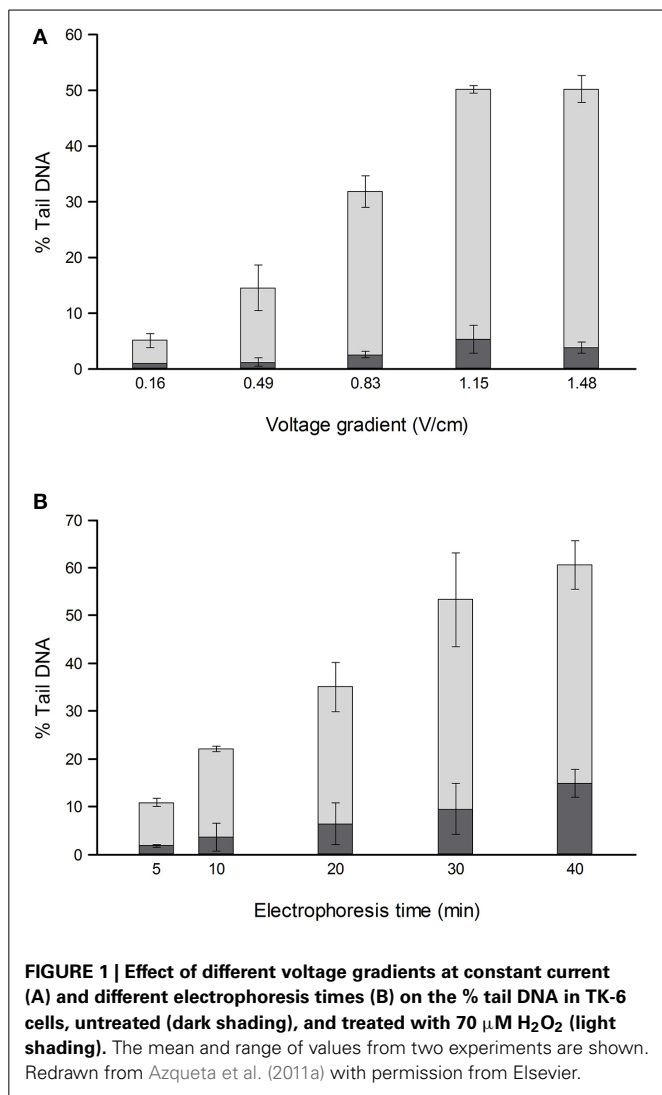 A
60
50
40
30
20
10
0
% Tail DNA
0.16 0.49 0.83 1.15 1.48
Voltage gradient (V/cm)
B
70
60
50
40
30
20
10
0
% Tail DNA
5 10 20 30 40
Electrophoresis time (min)
FIGURE 1 | Effect of different voltage gradients at constant current
(A) and different electrophoresis times (B) on the % tail DNA in TK-6
cells, untreated (dark shading), and treated with 70 μM H₂O₂ (light
shading). The mean and range of values from two experiments are shown.
Redrawn from Azqueta et al. (2011a) with permission from Elsevier.